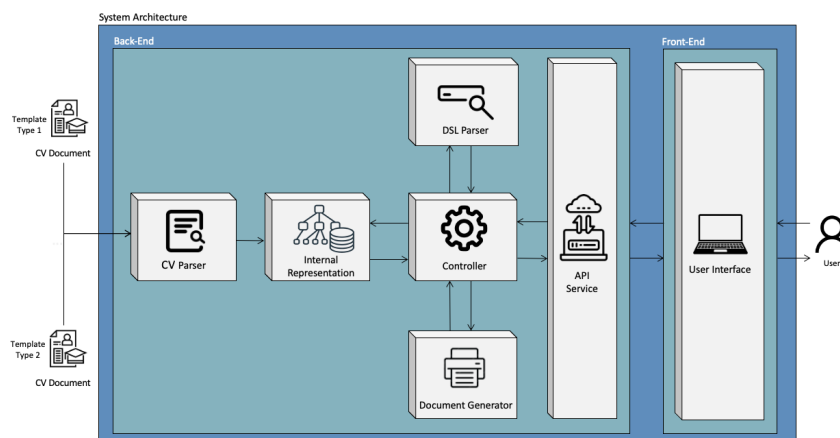 System Architecture
Back-End
Front-End
Template
Type 1
CV Document
DSL Parser
CV Parser
Internal
Representation
Controller
API
Service
User Interface
User
Template
Type 2
CV Document
Document Generator